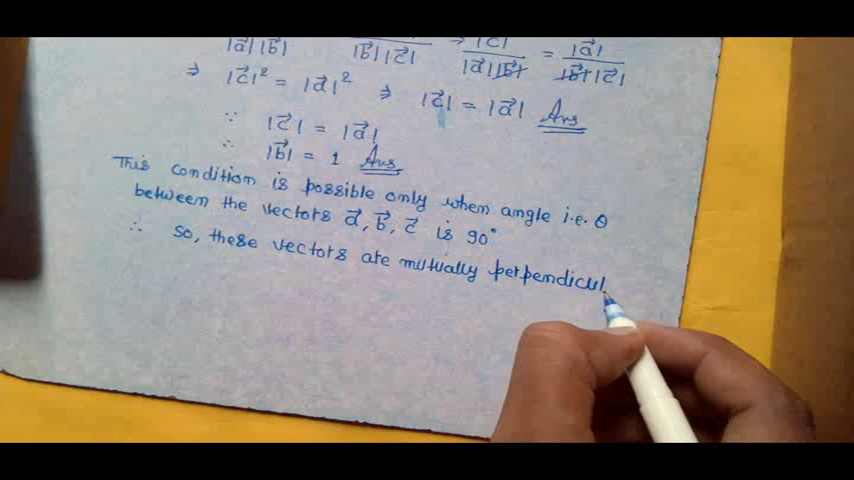 |a⃗| |b⃗| |b⃗| |c⃗| ⇒ |c⃗| / |a⃗| |b⃗| = |a⃗| / |b⃗| |c⃗|
⇒ |c⃗|² = |a⃗|² ⇒ |c⃗| = |a⃗| Ans
∵ |c⃗| = |a⃗|
∴ |b⃗| = 1 Ans
This condition is possible only when angle i.e. θ
between the vectors a⃗, b⃗, c⃗ is 90°
∴ So, these vectors are mutually perpendicul